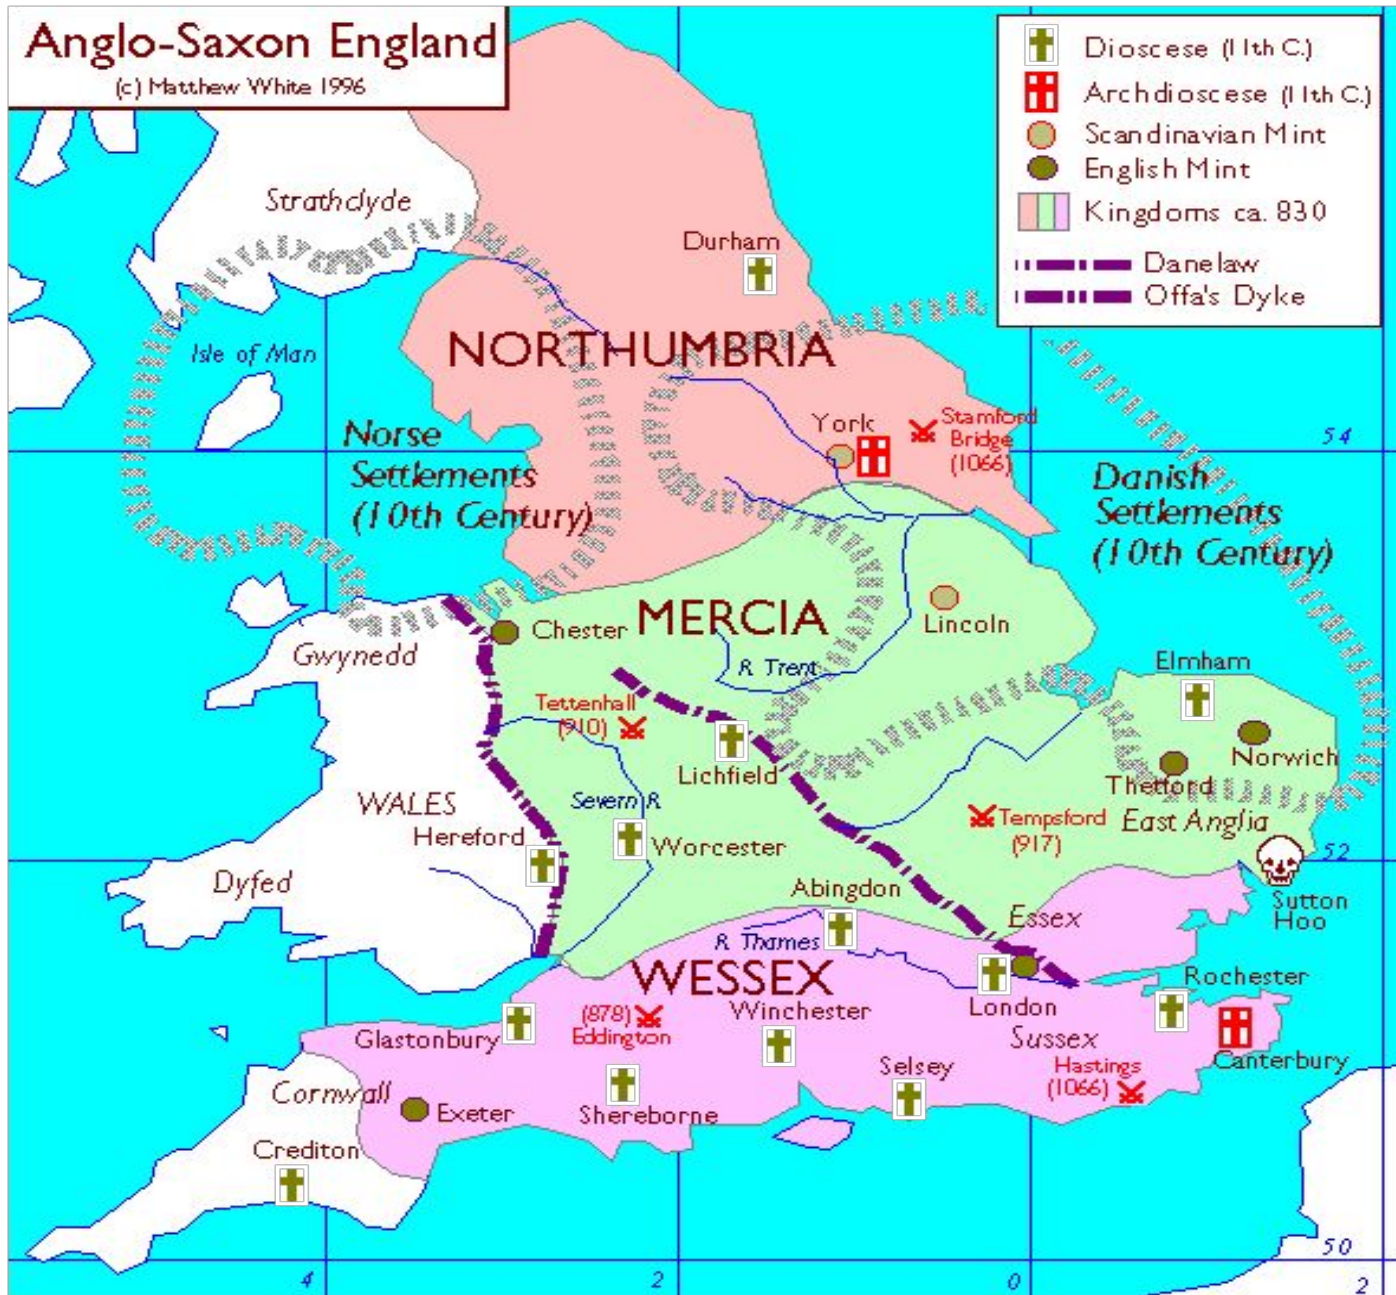 Anglo-Saxon England
(c) Matthew White 1996
Dioscese (11th C.)
Archdioscese (11th C.)
Scandinavian Mint
English Mint
Kingdoms ca. 830
Danelaw
Offa's Dyke
Strathclyde
Durham
Isle of Man
NORTHUMBRIA
York
Stamford
Bridge
(1066)
54
Norse
Settlements
(10th Century)
Danish
Settlements
(10th Century)
MERCIA
Chester
Lincoln
Gwynedd
R Trent
Elmham
Tettenhall
(910)
Norwich
Lichfield
Thetford
WALES
Severn R
Tempsford
(917)
East Anglia
Hereford
Worcester
52
Dyfed
Abingdon
Sutton
Hoo
Essex
R Thames
WESSEX
Rochester
London
Winchester
(878)
Eddington
Glastonbury
Sussex
Canterbury
Hastings
(1066)
Selsey
Cornwall
Exeter
Shereborne
Crediton
50
4
2
0
2